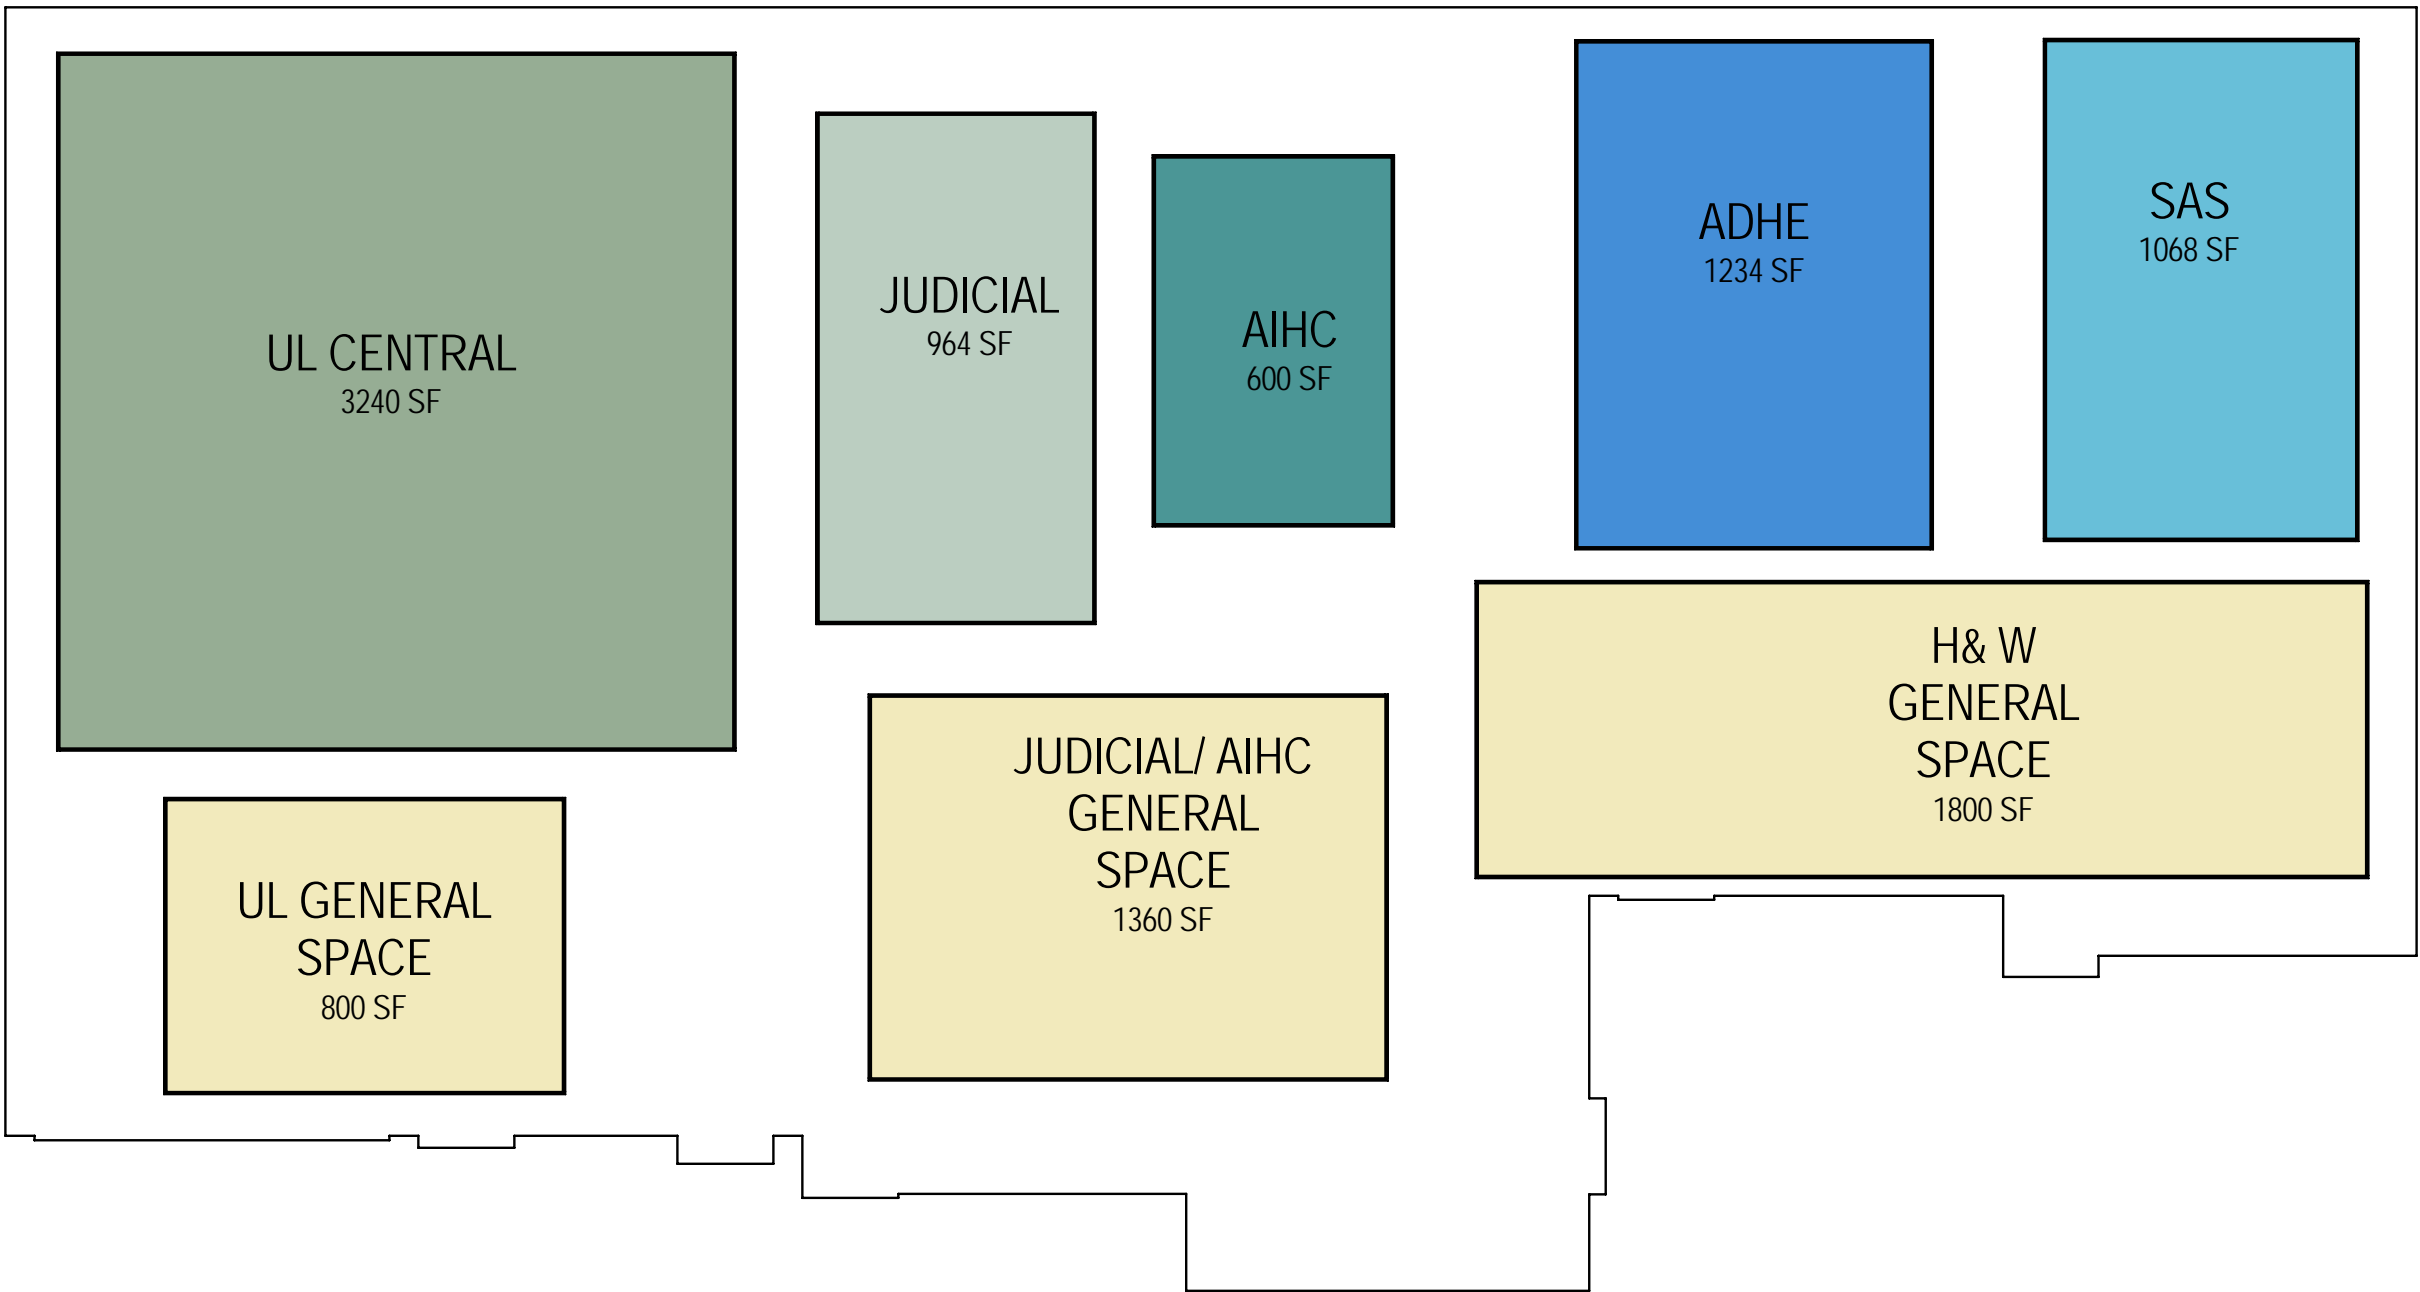 UL CENTRAL
3240 SF
JUDICIAL
964 SF
AIHC
600 SF
ADHE
1234 SF
SAS
1068 SF
UL GENERAL
SPACE
800 SF
JUDICIAL/ AIHC
GENERAL
SPACE
1360 SF
H& W
GENERAL
SPACE
1800 SF